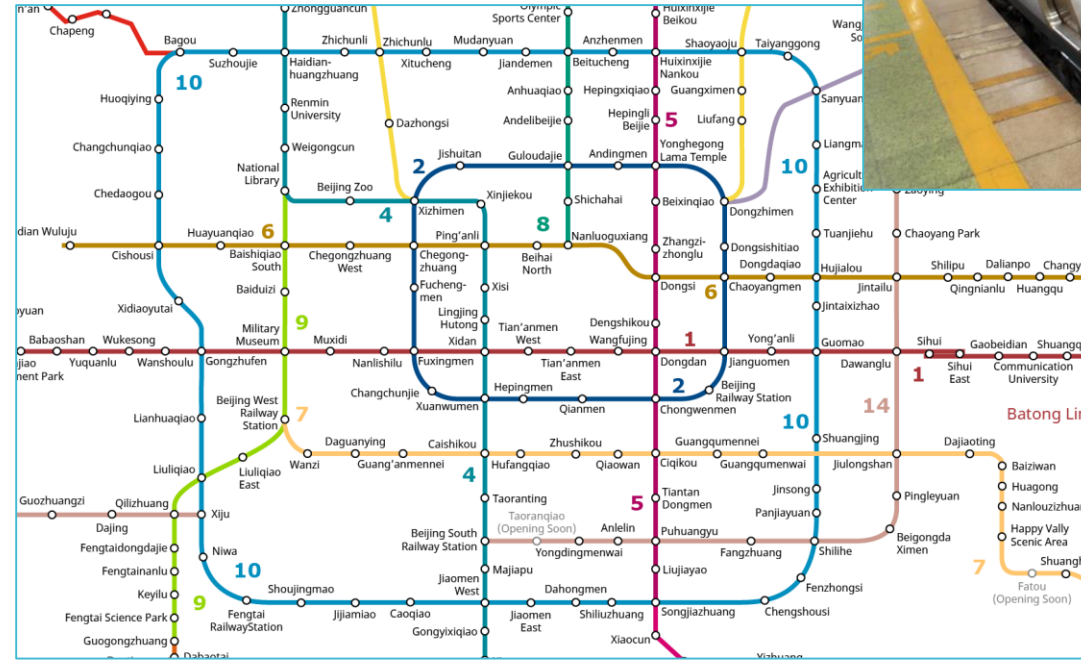 n'an
Chapeng
Zhongguancun
Olympic
Sports Center
Huixinxijie
Beikou
Bagou
10
Suzhoujie
Haidian-
huangzhuang
Zhichunli
Zhichunlu
Xitucheng
Mudanyuan
Jiandemen
Beitucheng
Anzhenmen
Huixinxijie
Nankou
Shaoyaoju
Taiyanggong
Wang
So
Huoqiying
Renmin
University
Dazhongsi
Anhuaqiao
Hepingxiqiao
Guangximen
Sanyuan
Andelibeijie
Hepingli
Beijie
5
Liufang
Changchunqiao
Weigongcun
2
Jishuitan
Guloudajie
Andingmen
Yonghegong
Lama Temple
10
Liangm
Chedaogou
National
Library
Beijing Zoo
4
Xizhimen
Xinjiekou
Shichahai
Beixinqiao
Dongzhimen
Agricult
Exhibition
Center
Zaoying
dian Wuluju
Cishousi
Huayuanqiao
6
Baishiqiao
South
Chegongzhuang
West
Chegong-
zhuang
Ping'anli
8
Beihai
North
Nanluoguxiang
Zhangzi-
zhonglu
Dongsishitiao
Tuanjiehu
Chaoyang Park
Dongsi
6
Chaoyangmen
Dongdaqiao
Hujialou
Jintailu
Shilipu
Qingnianlu
Dalianpo
Huangqu
Changy
yuan
Xidiaoyutai
Baiduizi
Fucheng-
men
Xisi
Jintaixizhao
9
Lingjing
Hutong
Dengshikou
jiao
ment Park
Babaoshan
Yuquanlu
Wukesong
Wanshoulu
Gongzhufen
Military
Museum
Muxidi
Nanlishilu
Fuxingmen
Xidan
Tian'anmen
West
Tian'anmen
East
Wangfujing
1
Dongdan
Jianguomen
Yong'anli
Guomao
Dawanglu
Sihui
1
Sihui
East
Gaobeidian
Communication
University
Shuangq
Changchunjie
Xuanwumen
Hepingmen
Qianmen
2
Chongwenmen
Beijing
Railway Station
Lianhuaqiao
Beijing West
Railway
Station
7
10
14
Batong Lin
Wanzi
Daguanying
Guang'anmennei
Caishikou
4
Hufangqiao
Zhushikou
Qiaowan
Ciqikou
Guangqumennei
Guangqumenwai
Shuangjing
Jiulongshan
Dajiaoting
Baiziwan
Liuliqiao
Liuliqiao
East
Huagong
Nanlouzizhuan
Guozhuangzi
Dajing
Qilizhuang
Xiju
Taoranting
Taoranqiao
(Opening Soon)
5
Tiantan
Dongmen
Jinsong
Pingleyuan
Panjiayuan
Happy Vally
Scenic Area
Beijing South
Railway Station
Yongdingmenwai
Anlelin
Puhuangyu
Fangzhuang
Shilihe
Beigongda
Ximen
Fengtaidongdajie
Niwa
Fengtainanlu
10
Majiapu
Liujiayao
7
Fatou
(Opening Soon)
Shuangh
Keyilu
9
Fengtai
RailwayStation
Shoujingmao
Jijiamiao
Caoqiao
Jiaomen
West
Jiaomen
East
Dahongmen
Shiliuzhuang
Songjiazhuang
Chengshousi
Fenzhongsi
Fengtai Science Park
Guogongzhuang
Gongyixiqiao
Xiaocun
Dabaotai
Yizhuang